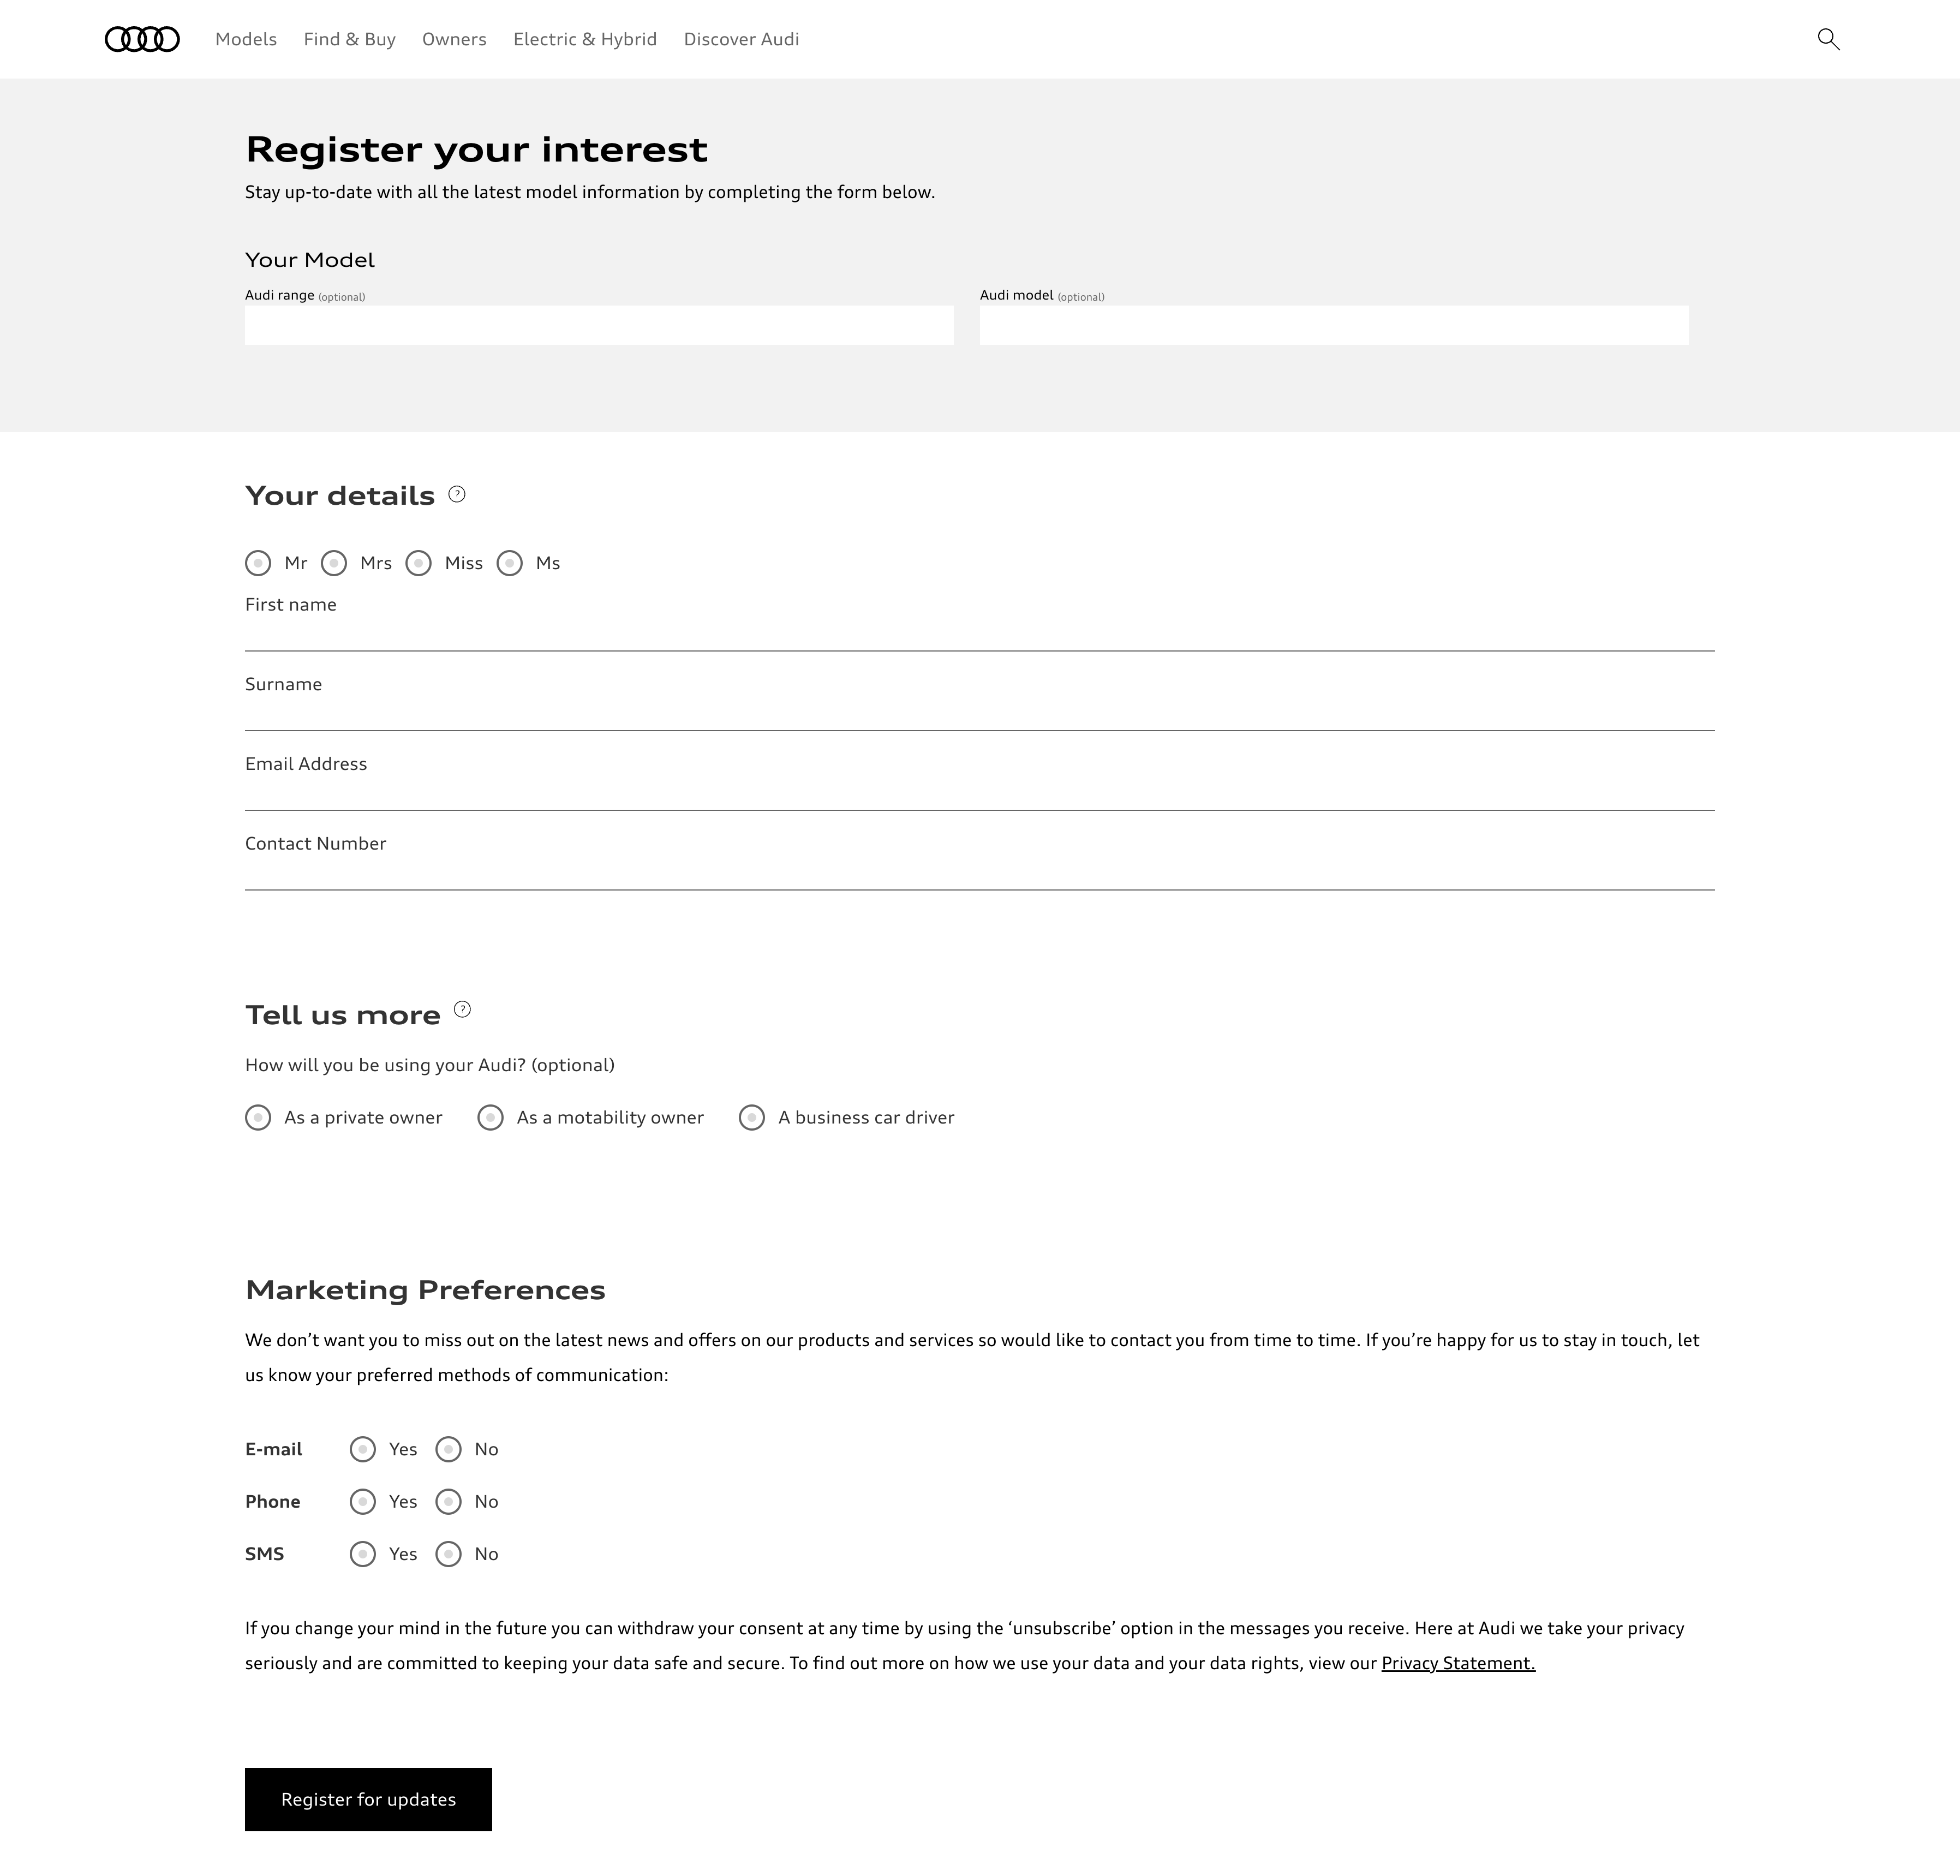 Models Find & Buy Owners Electric & Hybrid Discover Audi
Register your interest
Stay up-to-date with all the latest model information by completing the form below.
Your Model
Audi range (optional) Audi model (optional)
Your details ?
Mr Mrs Miss Ms
First name
Surname
Email Address
Contact Number
Tell us more ?
How will you be using your Audi? (optional)
As a private owner As a motability owner A business car driver
Marketing Preferences
We don’t want you to miss out on the latest news and offers on our products and services so would like to contact you from time to time. If you’re happy for us to stay in touch, let
us know your preferred methods of communication:
E-mail Yes No
Phone Yes No
SMS Yes No
If you change your mind in the future you can withdraw your consent at any time by using the ‘unsubscribe’ option in the messages you receive. Here at Audi we take your privacy
seriously and are committed to keeping your data safe and secure. To find out more on how we use your data and your data rights, view our Privacy Statement.
Register for updates